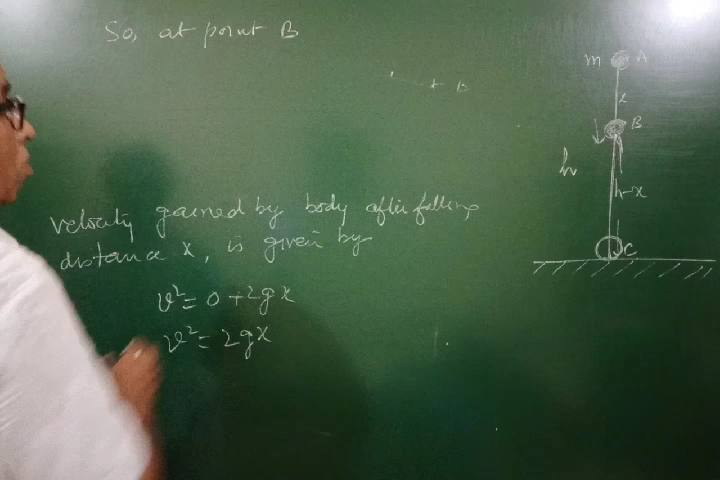 So, at point B
velocity gained by body after falling
distance x, is given by
v² = 0 + 2gx
v² = 2gx
m A
x
B
h
h-x
C